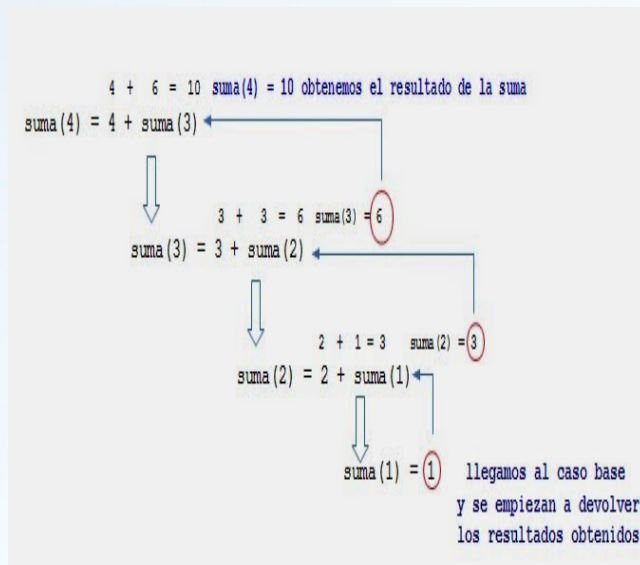 4 + 6 = 10 suma(4) = 10 obtenemos el resultado de la suma
suma(4) = 4 + suma(3)
3 + 3 = 6 suma(3) = 6
suma(3) = 3 + suma(2)
2 + 1 = 3 suma(2) = 3
suma(2) = 2 + suma(1)
suma(1) = 1 llegamos al caso base
y se empiezan a devolver
los resultados obtenidos